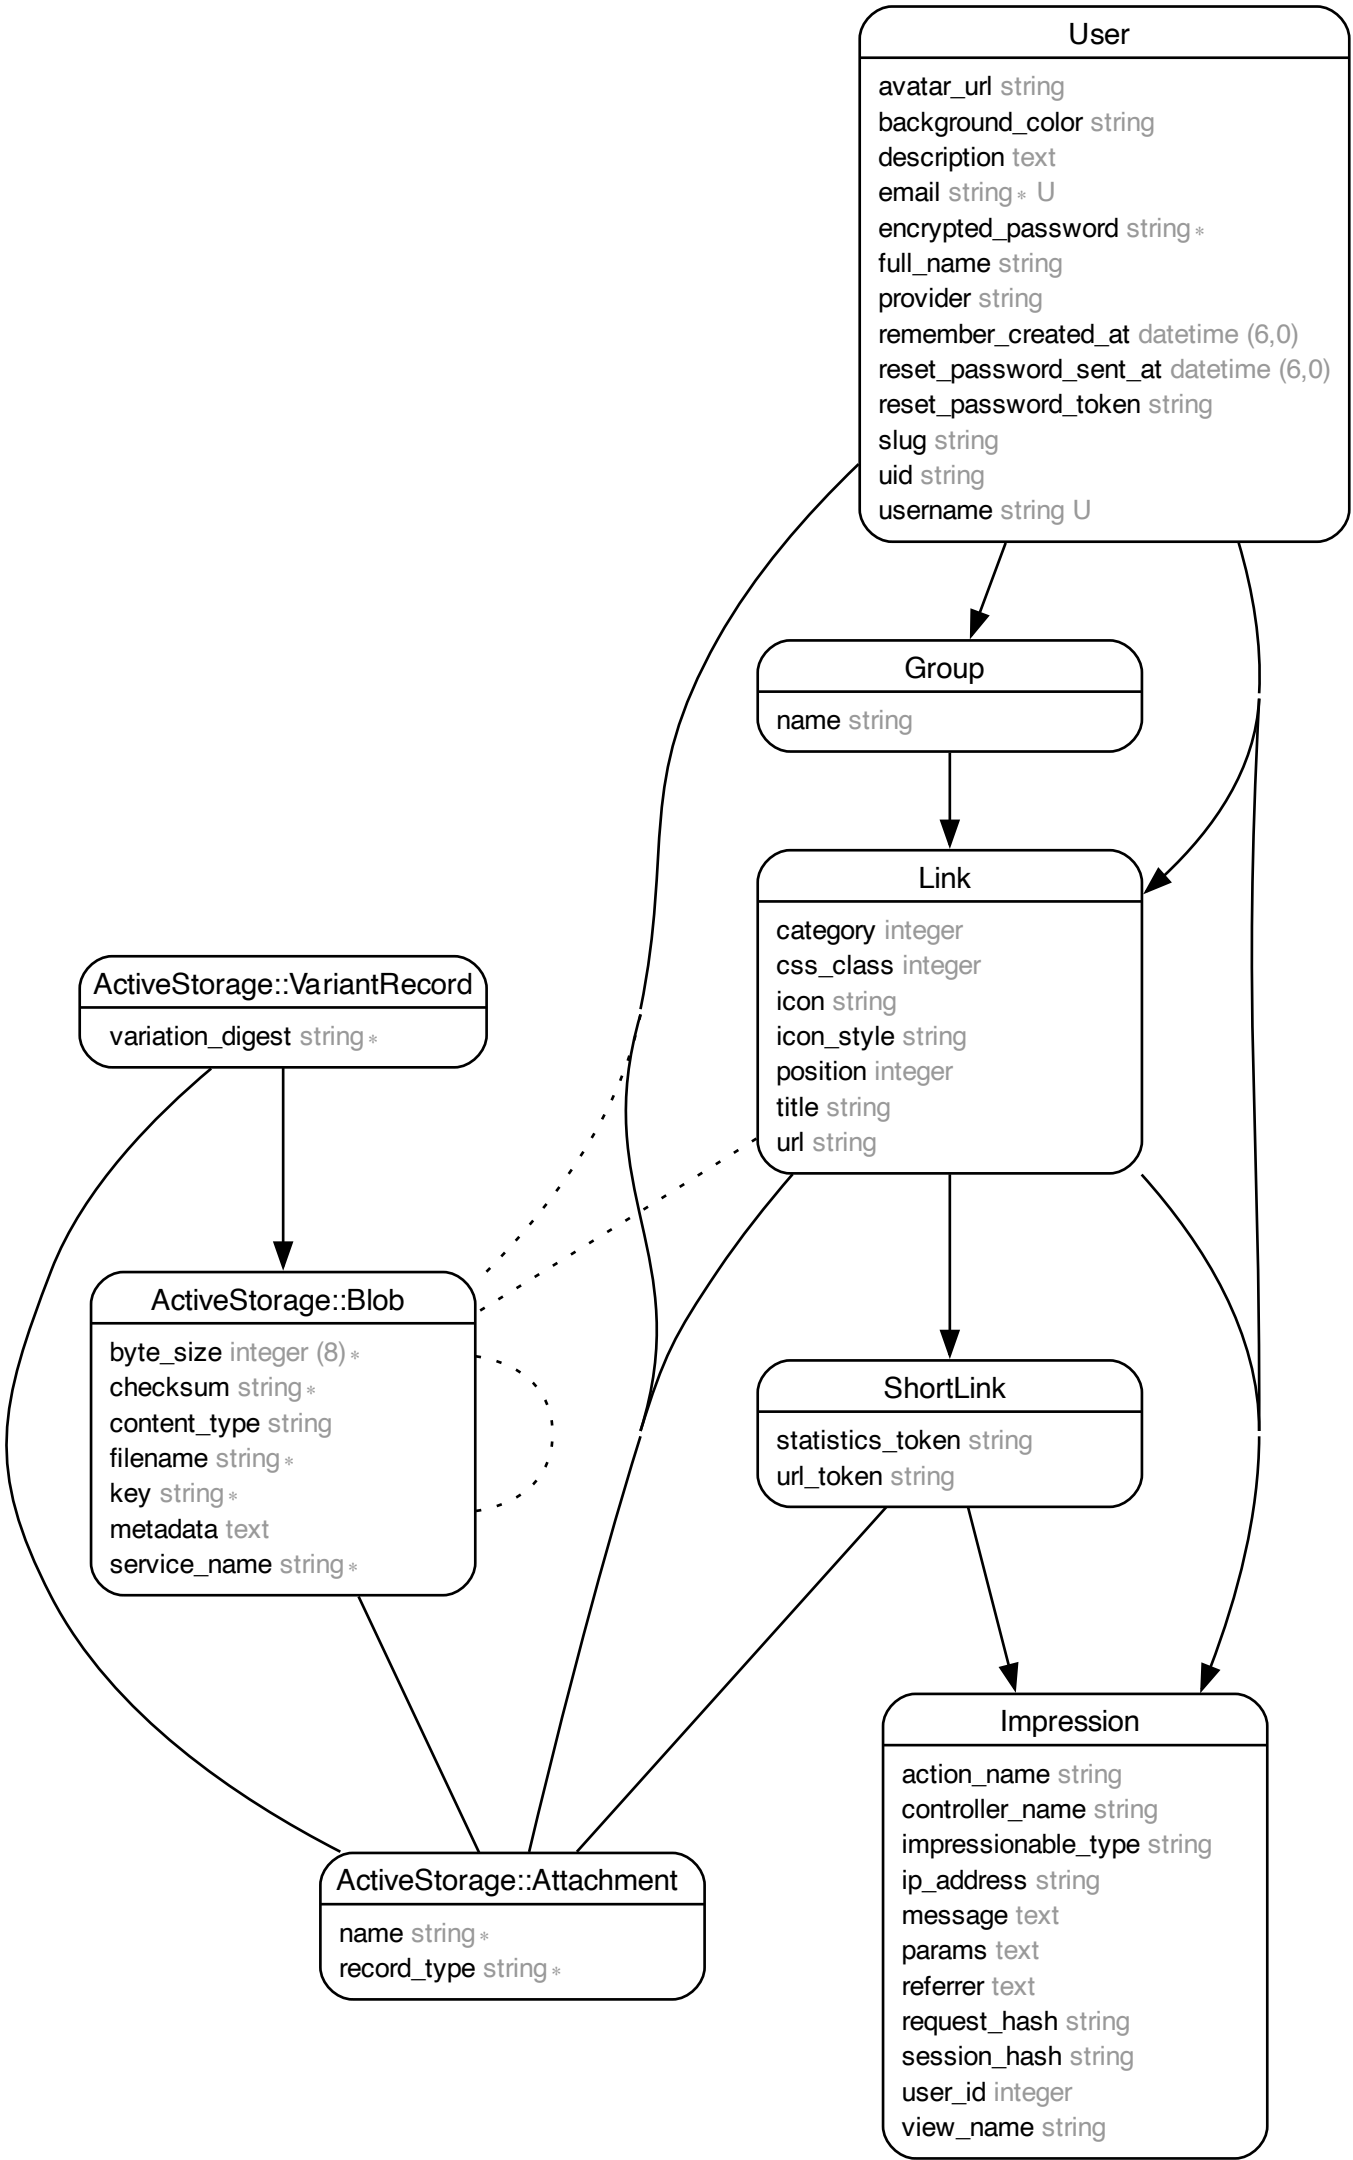 User
avatar_url string
background_color string
description text
email string* U
encrypted_password string*
full_name string
provider string
remember_created_at datetime (6,0)
reset_password_sent_at datetime (6,0)
reset_password_token string
slug string
uid string
username string U
Group
name string
Link
category integer
css_class integer
icon string
icon_style string
position integer
title string
url string
ActiveStorage::VariantRecord
variation_digest string*
ActiveStorage::Blob
byte_size integer (8)*
checksum string*
content_type string
filename string*
key string*
metadata text
service_name string*
ShortLink
statistics_token string
url_token string
Impression
action_name string
controller_name string
impressionable_type string
ip_address string
message text
params text
referrer text
request_hash string
session_hash string
user_id integer
view_name string
ActiveStorage::Attachment
name string*
record_type string*